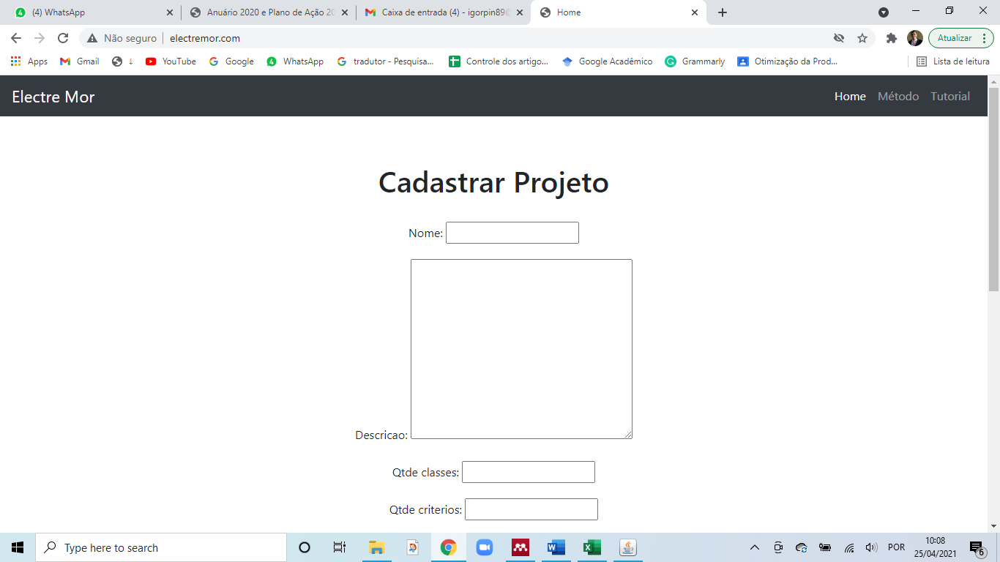 (4) WhatsApp
Anuário 2020 e Plano de Ação 20
Caixa de entrada (4) - igorpin89@
Home
Não seguro
electremor.com
Atualizar
Apps
Gmail
↓
YouTube
Google
WhatsApp
tradutor - Pesquisa...
Controle dos artigo...
Google Acadêmico
Grammarly
Otimização da Prod...
Lista de leitura
Electre Mor
Home
Método
Tutorial
Cadastrar Projeto
Nome:
Descricao:
Qtde classes:
Qtde criterios:
Type here to search
POR
10:08
25/04/2021
6